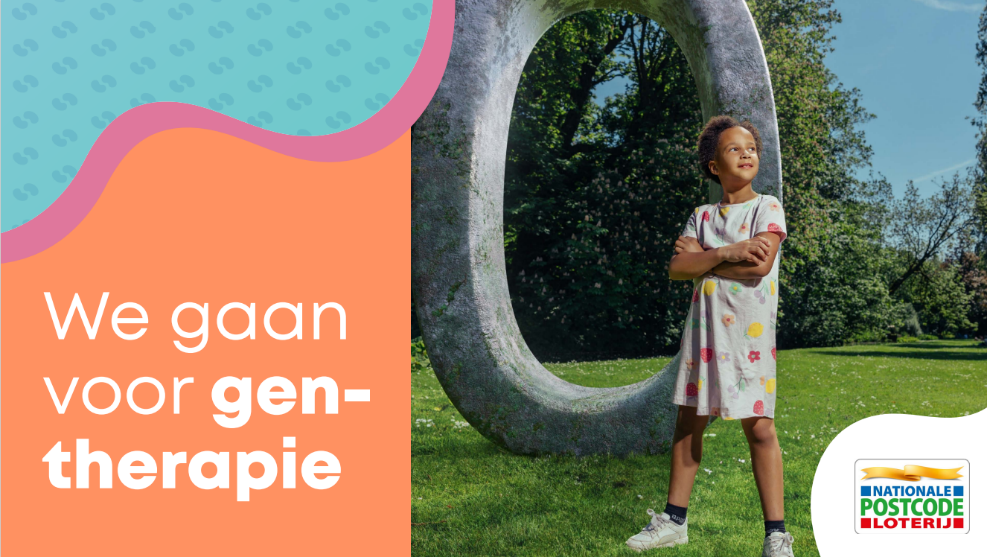 We gaan
voor gen-
therapie
NATIONALE
POSTCODE
LOTERIJ